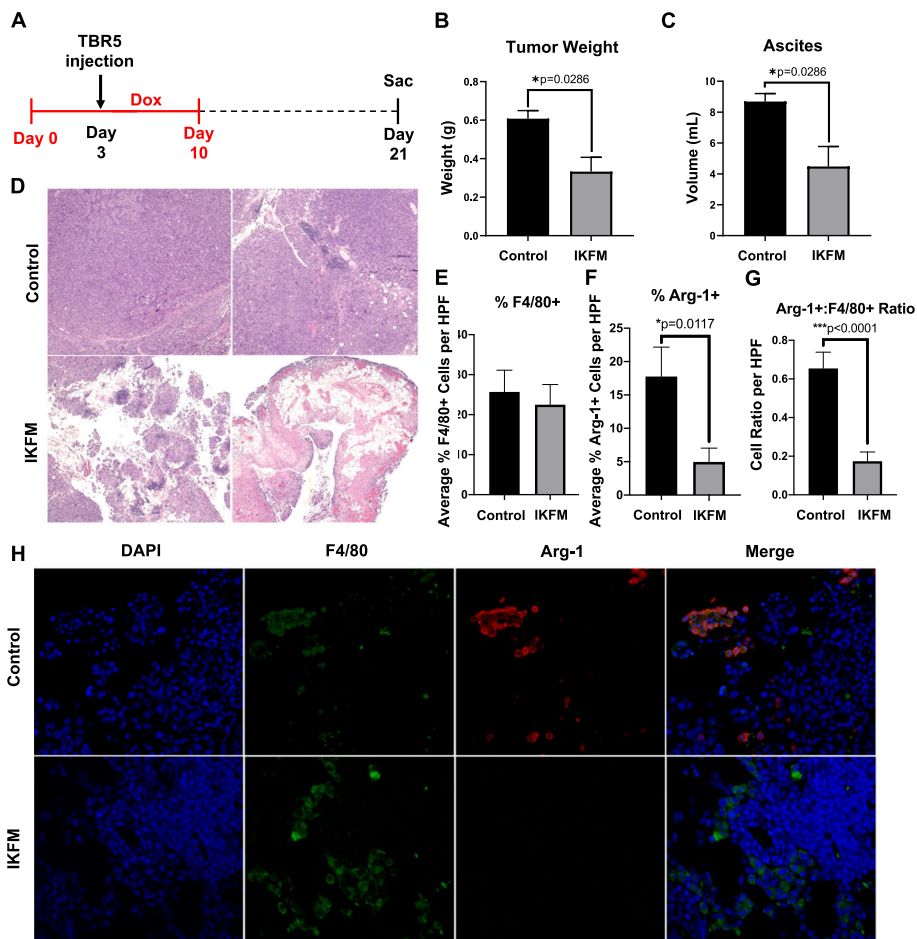 A
TBR5
injection
Dox
Sac
Day 0
Day
3
Day
10
Day
21
B
Tumor Weight
*p=0.0286
Weight (g)
0.6
0.4
0.2
Control
IKFM
C
Ascites
*p=0.0286
Volume (mL)
8
6
4
2
0
Control
IKFM
D
Control
IKFM
E
% F4/80+
Average % F4/80+ Cells per HPF
Control
IKFM
F
% Arg-1+
*p=0.0117
Average % Arg-1+ Cells per HPF
25
20
15
10
5
0
Control
IKFM
G
Arg-1+:F4/80+ Ratio
***p<0.0001
Cell Ratio per HPF
0.8
0.6
0.4
0.2
0.0
Control
IKFM
H
DAPI
F4/80
Arg-1
Merge
Control
IKFM